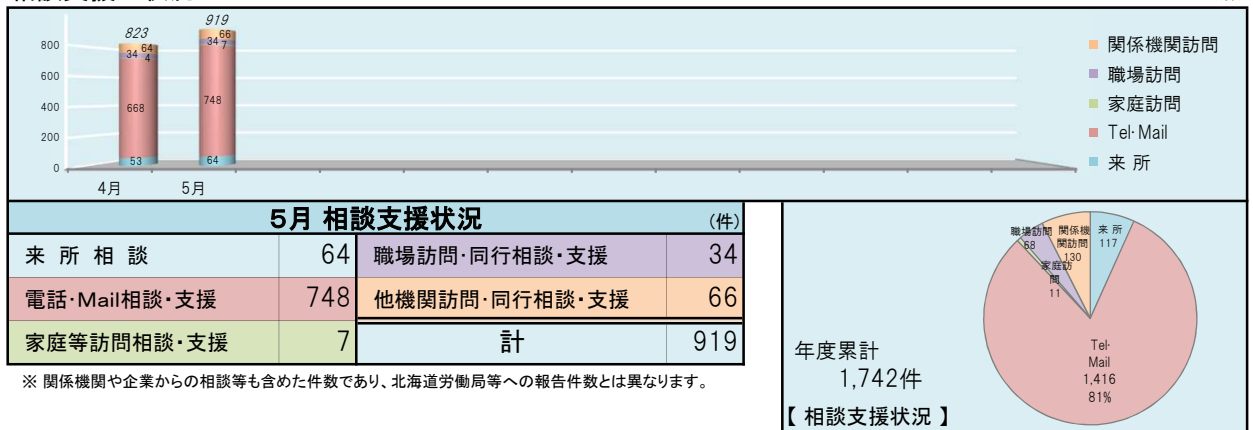 823
919
800
600
400
200
0
34
64
4
668
53
34
66
7
748
64
4月
5月
関係機関訪問
職場訪問
家庭訪問
Tel・Mail
来 所
5月 相談支援状況
(件)
来 所 相 談 64 職場訪問・同行相談・支援 34
電話・Mail相談・支援 748 他機関訪問・同行相談・支援 66
家庭等訪問相談・支援 7 計 919
※ 関係機関や企業からの相談等も含めた件数であり、北海道労働局等への報告件数とは異なります。
職場訪問
68
関係機
関訪問
130
来 所
117
家庭訪
問
11
Tel・
Mail
1,416
81%
年度累計
1,742件
【 相談支援状況 】